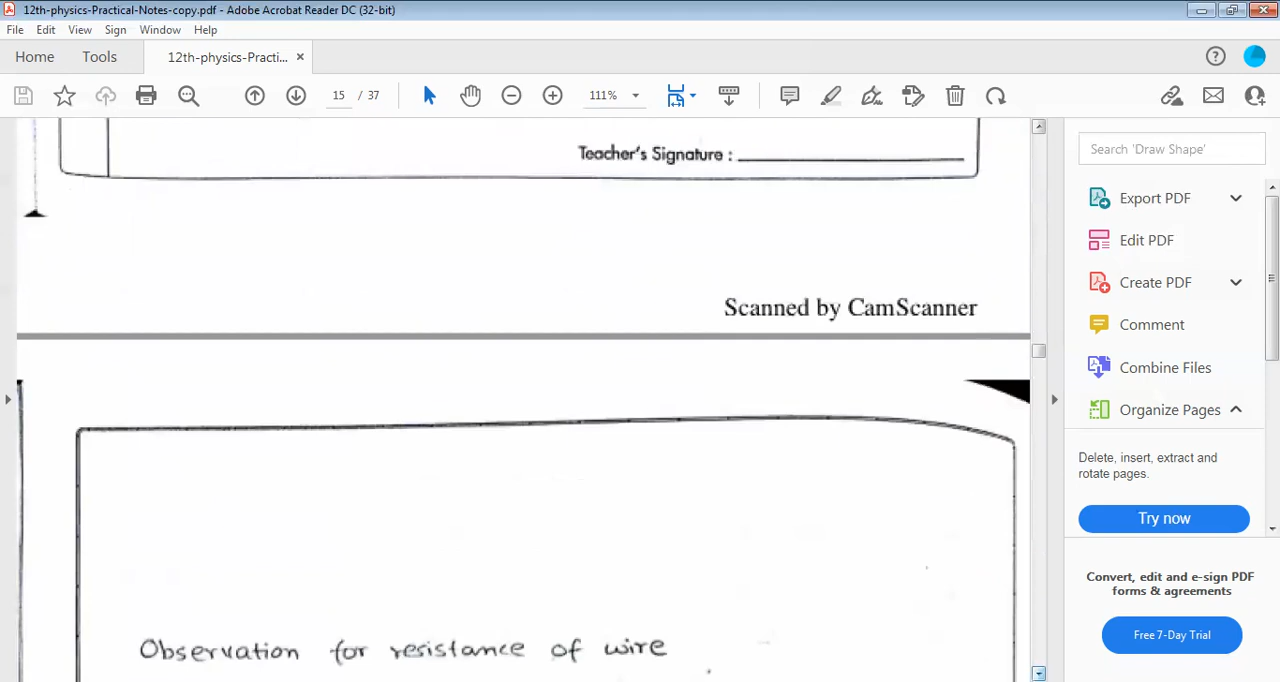 12th-physics-Practical-Notes-copy.pdf - Adobe Acrobat Reader DC (32-bit)
File Edit View Sign Window Help
Home Tools 12th-physics-Practi... ×
15 / 37 111%
Teacher's Signature :
Scanned by CamScanner
Observation for resistance of wire
Search 'Draw Shape'
Export PDF
Edit PDF
Create PDF
Comment
Combine Files
Organize Pages
Delete, insert, extract and
rotate pages.
Try now
Convert, edit and e-sign PDF
forms & agreements
Free 7-Day Trial